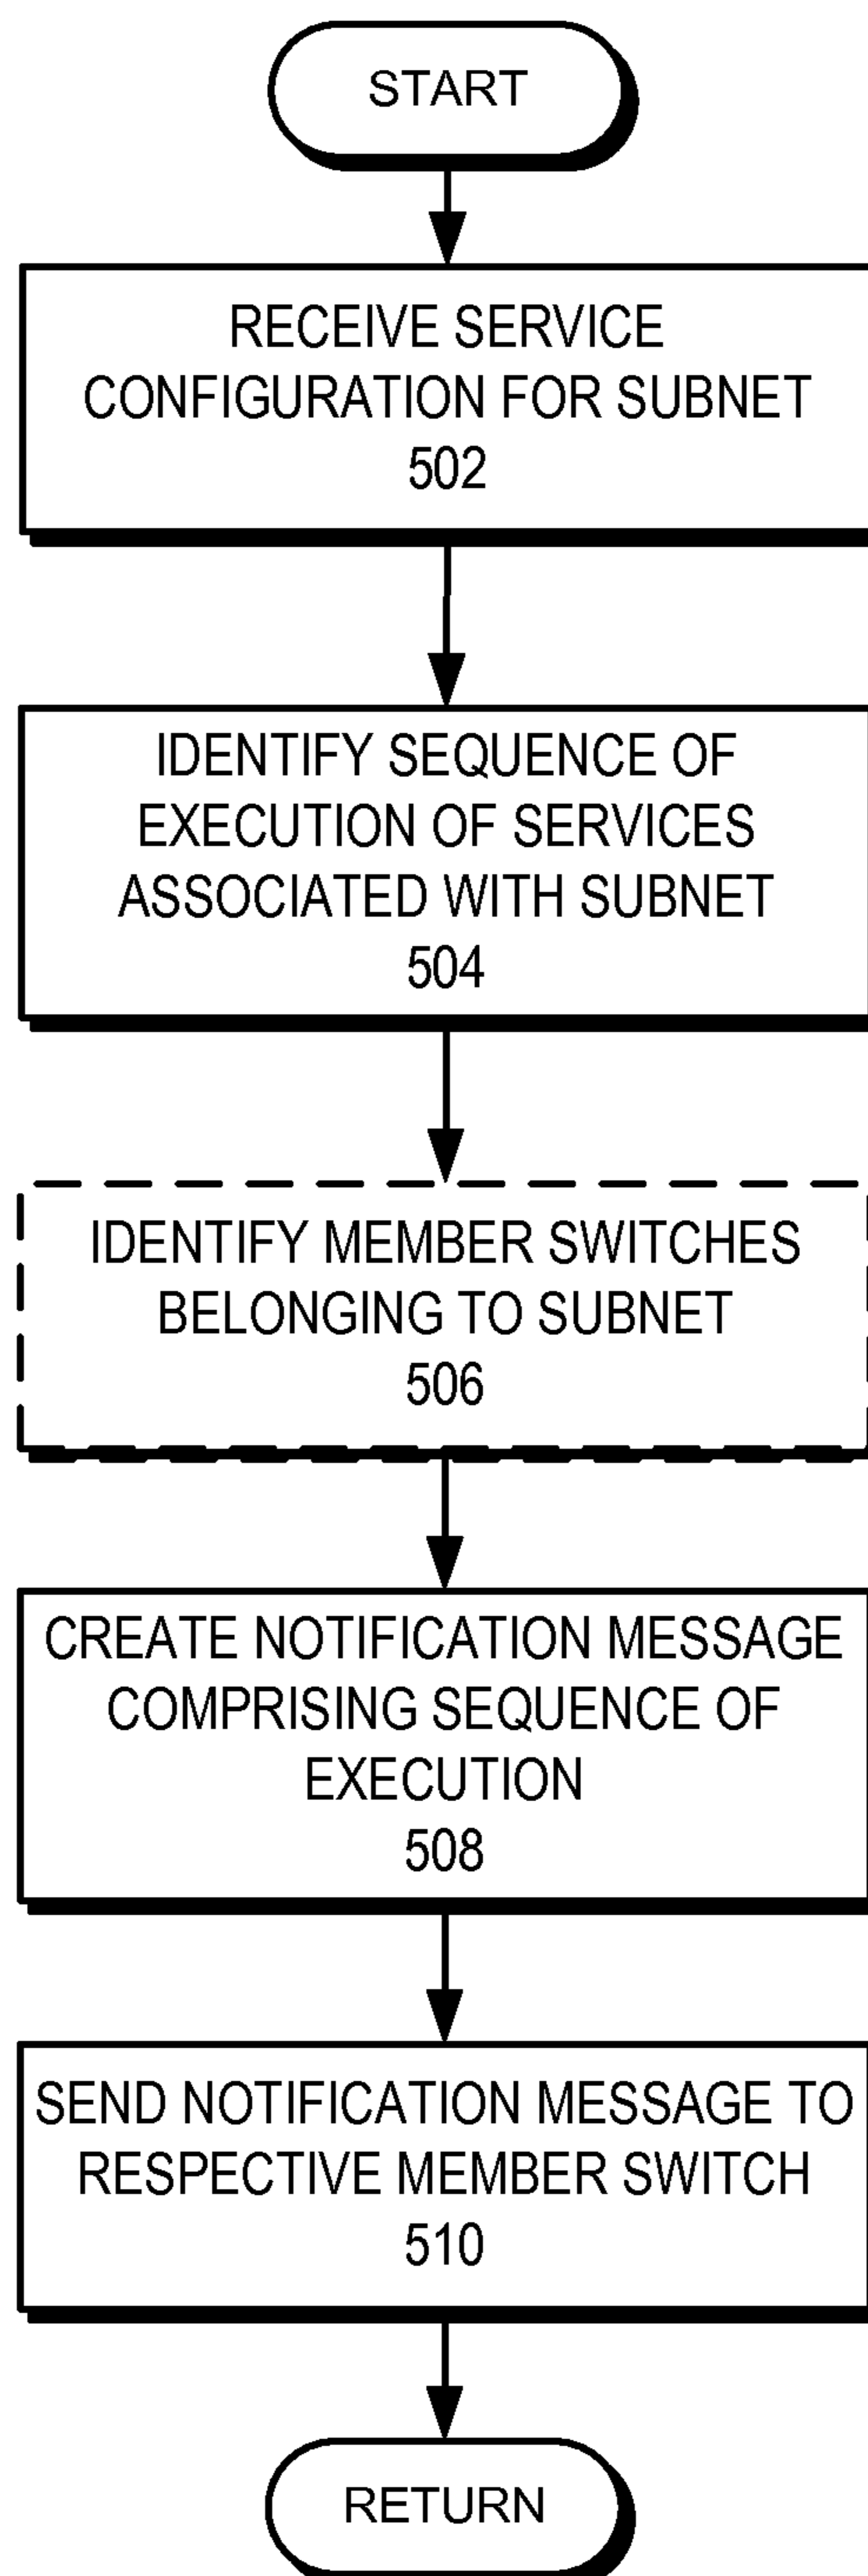 START
RECEIVE SERVICE
CONFIGURATION FOR SUBNET
502
IDENTIFY SEQUENCE OF
EXECUTION OF SERVICES
ASSOCIATED WITH SUBNET
504
IDENTIFY MEMBER SWITCHES
BELONGING TO SUBNET
506
CREATE NOTIFICATION MESSAGE
COMPRISING SEQUENCE OF
EXECUTION
508
SEND NOTIFICATION MESSAGE TO
RESPECTIVE MEMBER SWITCH
510
RETURN